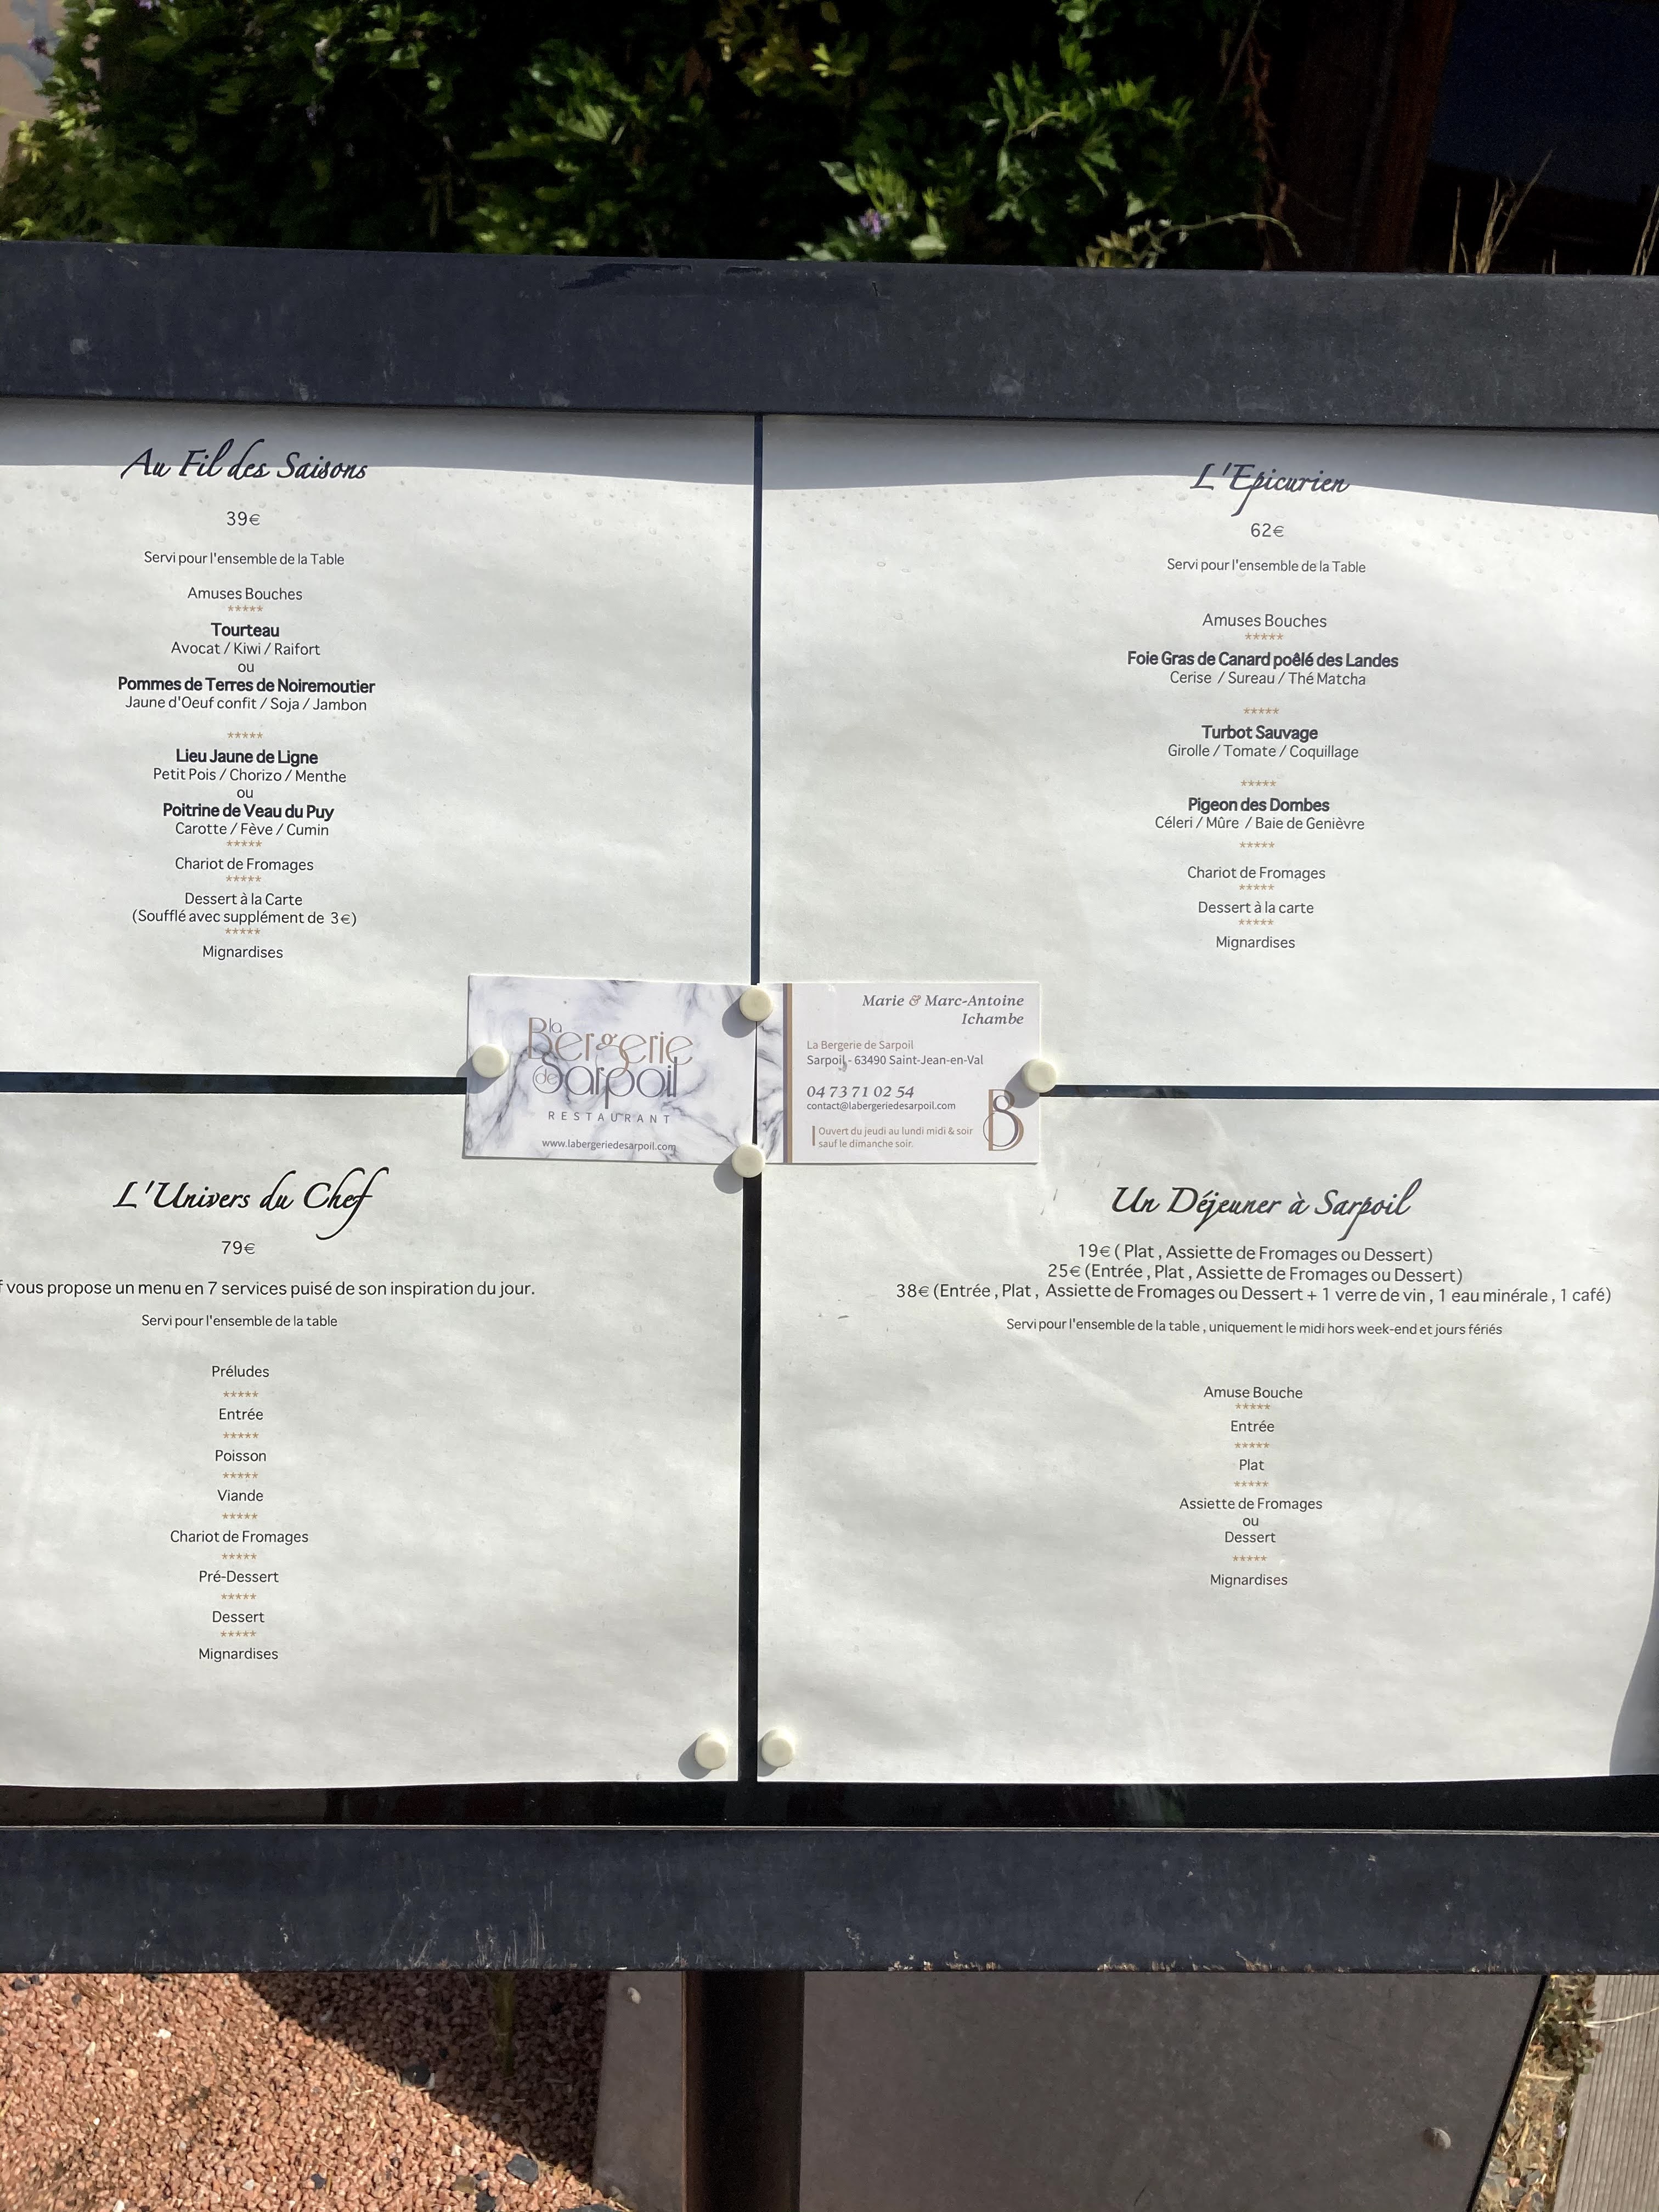 Au Fil des Saisons
39€
Servi pour l'ensemble de la Table
Amuses Bouches
*****
Tourteau
Avocat / Kiwi / Raifort
ou
Pommes de Terres de Noiremoutier
Jaune d'Oeuf confit / Soja / Jambon
*****
Lieu Jaune de Ligne
Petit Pois / Chorizo / Menthe
ou
Poitrine de Veau du Puy
Carotte / Fève / Cumin
*****
Chariot de Fromages
*****
Dessert à la Carte
(Soufflé avec supplément de 3€)
*****
Mignardises
L'Epicurien
62€
Servi pour l'ensemble de la Table
Amuses Bouches
*****
Foie Gras de Canard poêlé des Landes
Cerise / Sureau / Thé Matcha
*****
Turbot Sauvage
Girolle / Tomate / Coquillage
*****
Pigeon des Dombes
Céleri / Mûre / Baie de Genièvre
*****
Chariot de Fromages
*****
Dessert à la carte
*****
Mignardises
la
Bergerie
de Sarpoil
RESTAURANT
www.labergeriedesarpoil.com
Marie & Marc-Antoine
Ichambe
La Bergerie de Sarpoil
Sarpoil - 63490 Saint-Jean-en-Val
04 73 71 02 54
contact@labergeriedesarpoil.com
Ouvert du jeudi au lundi midi & soir
sauf le dimanche soir.
B
L'Univers du Chef
79€
f vous propose un menu en 7 services puisé de son inspiration du jour.
Servi pour l'ensemble de la table
Préludes
*****
Entrée
*****
Poisson
*****
Viande
*****
Chariot de Fromages
*****
Pré-Dessert
*****
Dessert
*****
Mignardises
Un Déjeuner à Sarpoil
19€ ( Plat , Assiette de Fromages ou Dessert)
25€ (Entrée , Plat , Assiette de Fromages ou Dessert)
38€ (Entrée , Plat , Assiette de Fromages ou Dessert + 1 verre de vin , 1 eau minérale , 1 café)
Servi pour l'ensemble de la table , uniquement le midi hors week-end et jours fériés
Amuse Bouche
*****
Entrée
*****
Plat
*****
Assiette de Fromages
ou
Dessert
*****
Mignardises